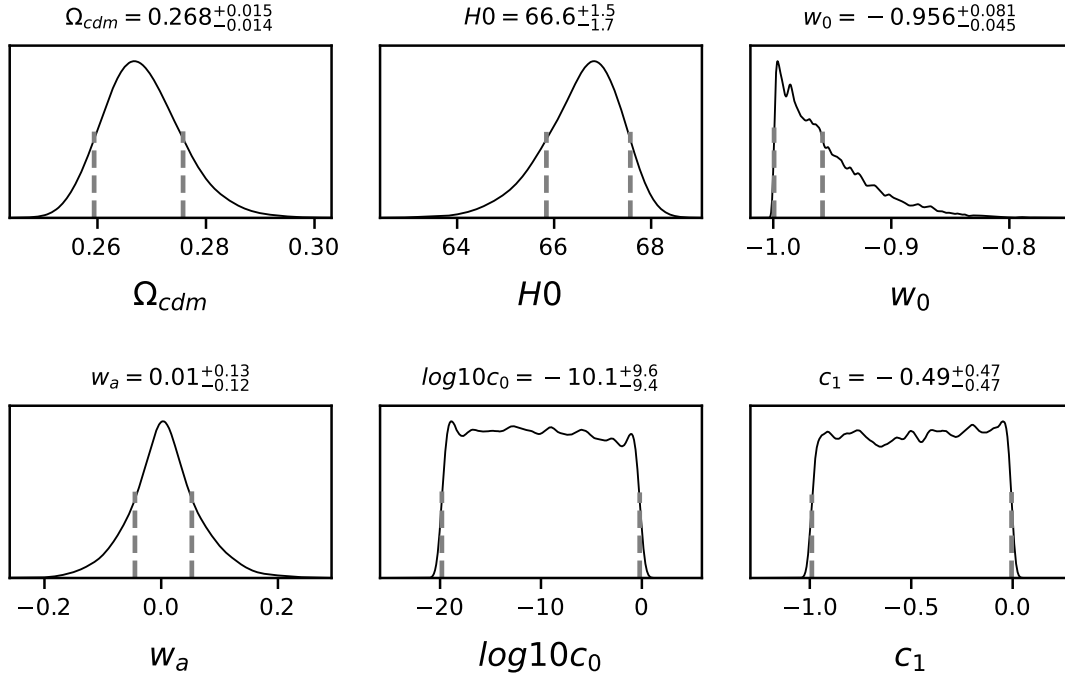 Ω_cdm = 0.268^{+0.015}_{−0.014}
H0 = 66.6^{+1.5}_{−1.7}
w_0 = −0.956^{+0.081}_{−0.045}
0.26 0.28 0.30
64 66 68
−1.0 −0.9 −0.8
Ω_cdm
H0
w_0
w_a = 0.01^{+0.13}_{−0.12}
log10c_0 = −10.1^{+9.6}_{−9.4}
c_1 = −0.49^{+0.47}_{−0.47}
−0.2 0.0 0.2
−20 −10 0
−1.0 −0.5 0.0
w_a
log10c_0
c_1